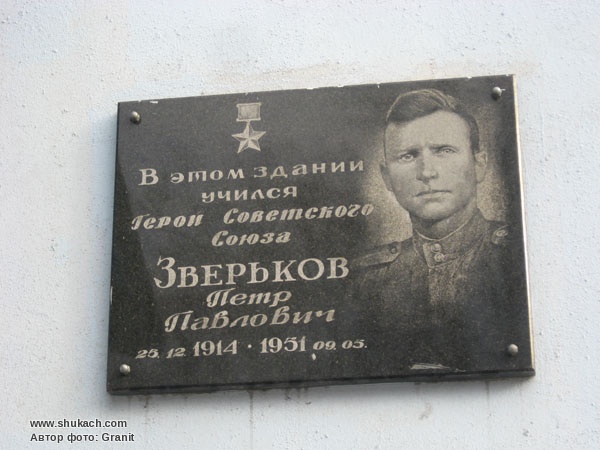 В этом здании
учился
Герой Советского
Союза
Зверьков
Петр
Павлович
25.12.1914 · 1951 09.05.
www.shukach.com
Автор фото: Granit